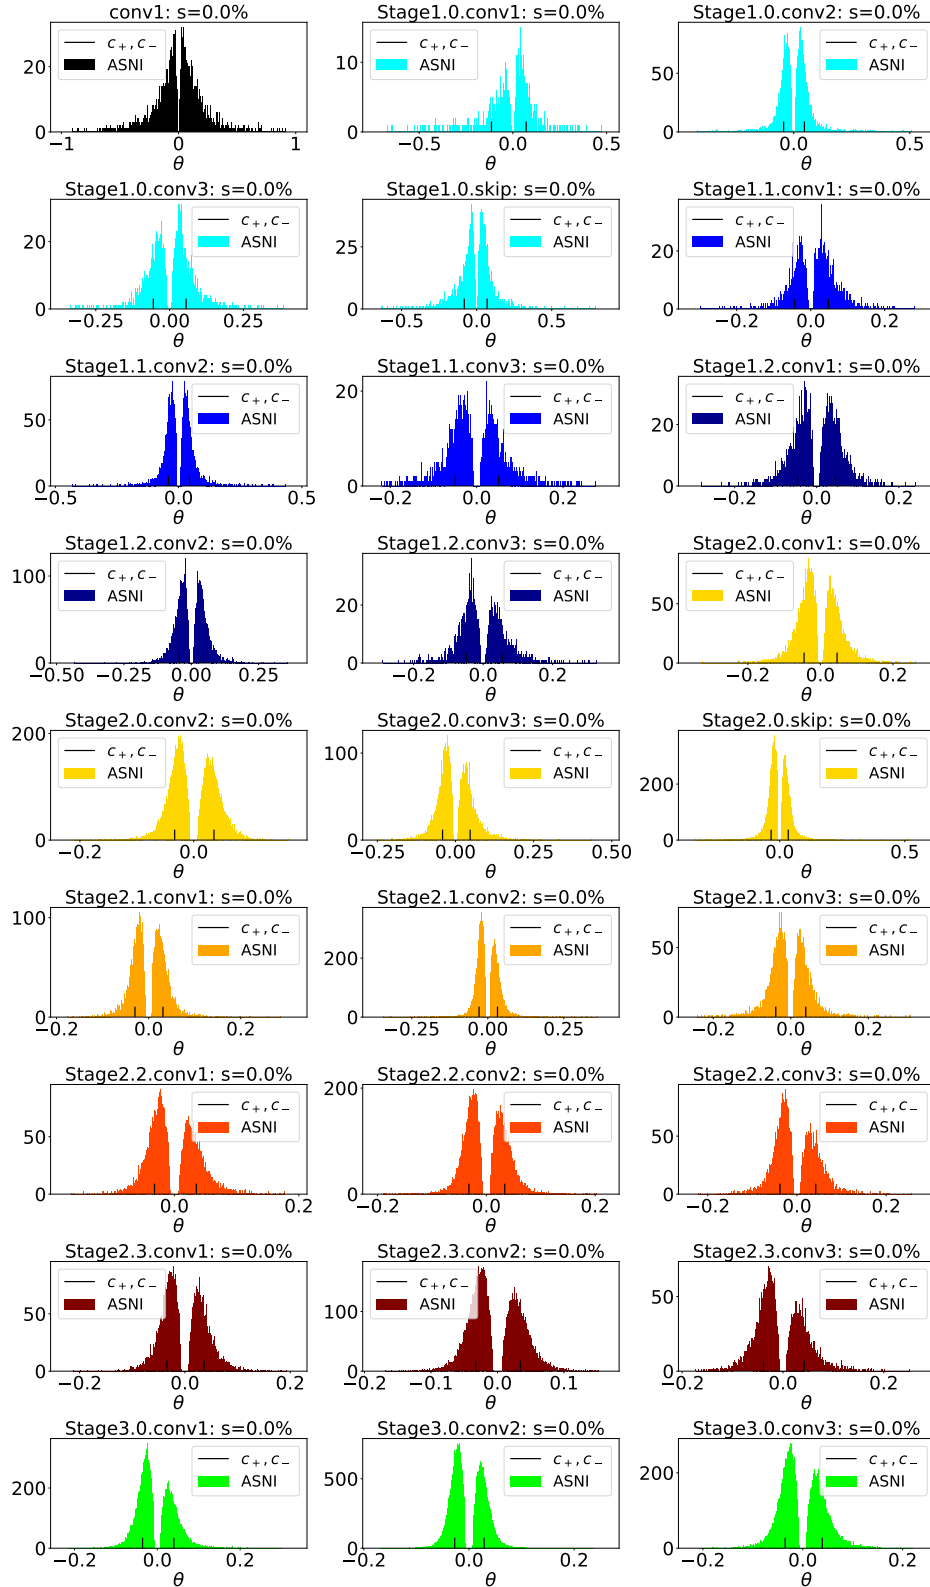 conv1: s=0.0%
c₊, c₋
ASNI
0
20
−1
0
1
θ
Stage1.0.conv1: s=0.0%
c₊, c₋
ASNI
0
10
−0.5
0.0
0.5
θ
Stage1.0.conv2: s=0.0%
c₊, c₋
ASNI
0
50
0.0
0.5
θ
Stage1.0.conv3: s=0.0%
c₊, c₋
ASNI
0
20
−0.25
0.00
0.25
θ
Stage1.0.skip: s=0.0%
c₊, c₋
ASNI
0
25
−0.5
0.0
0.5
θ
Stage1.1.conv1: s=0.0%
c₊, c₋
ASNI
0
20
−0.2
0.0
0.2
θ
Stage1.1.conv2: s=0.0%
c₊, c₋
ASNI
0
50
−0.5
0.0
0.5
θ
Stage1.1.conv3: s=0.0%
c₊, c₋
ASNI
0
10
20
−0.2
0.0
0.2
θ
Stage1.2.conv1: s=0.0%
c₊, c₋
ASNI
0
20
−0.2
0.0
0.2
θ
Stage1.2.conv2: s=0.0%
c₊, c₋
ASNI
0
100
−0.50
−0.25
0.00
0.25
θ
Stage1.2.conv3: s=0.0%
c₊, c₋
ASNI
0
20
−0.2
0.0
0.2
θ
Stage2.0.conv1: s=0.0%
c₊, c₋
ASNI
0
50
−0.2
0.0
0.2
θ
Stage2.0.conv2: s=0.0%
c₊, c₋
ASNI
0
100
200
−0.2
0.0
θ
Stage2.0.conv3: s=0.0%
c₊, c₋
ASNI
0
100
−0.25
0.00
0.25
0.50
θ
Stage2.0.skip: s=0.0%
c₊, c₋
ASNI
0
200
0.0
0.5
θ
Stage2.1.conv1: s=0.0%
c₊, c₋
ASNI
0
50
100
−0.2
0.0
0.2
θ
Stage2.1.conv2: s=0.0%
c₊, c₋
ASNI
0
200
−0.25
0.00
0.25
θ
Stage2.1.conv3: s=0.0%
c₊, c₋
ASNI
0
50
−0.2
0.0
0.2
θ
Stage2.2.conv1: s=0.0%
c₊, c₋
ASNI
0
50
0.0
0.2
θ
Stage2.2.conv2: s=0.0%
c₊, c₋
ASNI
0
100
200
−0.2
0.0
0.2
θ
Stage2.2.conv3: s=0.0%
c₊, c₋
ASNI
0
50
−0.2
0.0
0.2
θ
Stage2.3.conv1: s=0.0%
c₊, c₋
ASNI
0
50
−0.2
0.0
0.2
θ
Stage2.3.conv2: s=0.0%
c₊, c₋
ASNI
0
100
−0.2
−0.1
0.0
0.1
θ
Stage2.3.conv3: s=0.0%
c₊, c₋
ASNI
0
50
−0.2
0.0
0.2
θ
Stage3.0.conv1: s=0.0%
c₊, c₋
ASNI
0
200
−0.2
0.0
0.2
θ
Stage3.0.conv2: s=0.0%
c₊, c₋
ASNI
0
500
−0.2
0.0
0.2
θ
Stage3.0.conv3: s=0.0%
c₊, c₋
ASNI
0
200
−0.2
0.0
0.2
θ